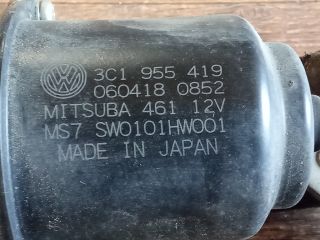 3C1 955 419
060418 0852
MITSUBA 461 12V
MS7 SW0101HW001
MADE IN JAPAN